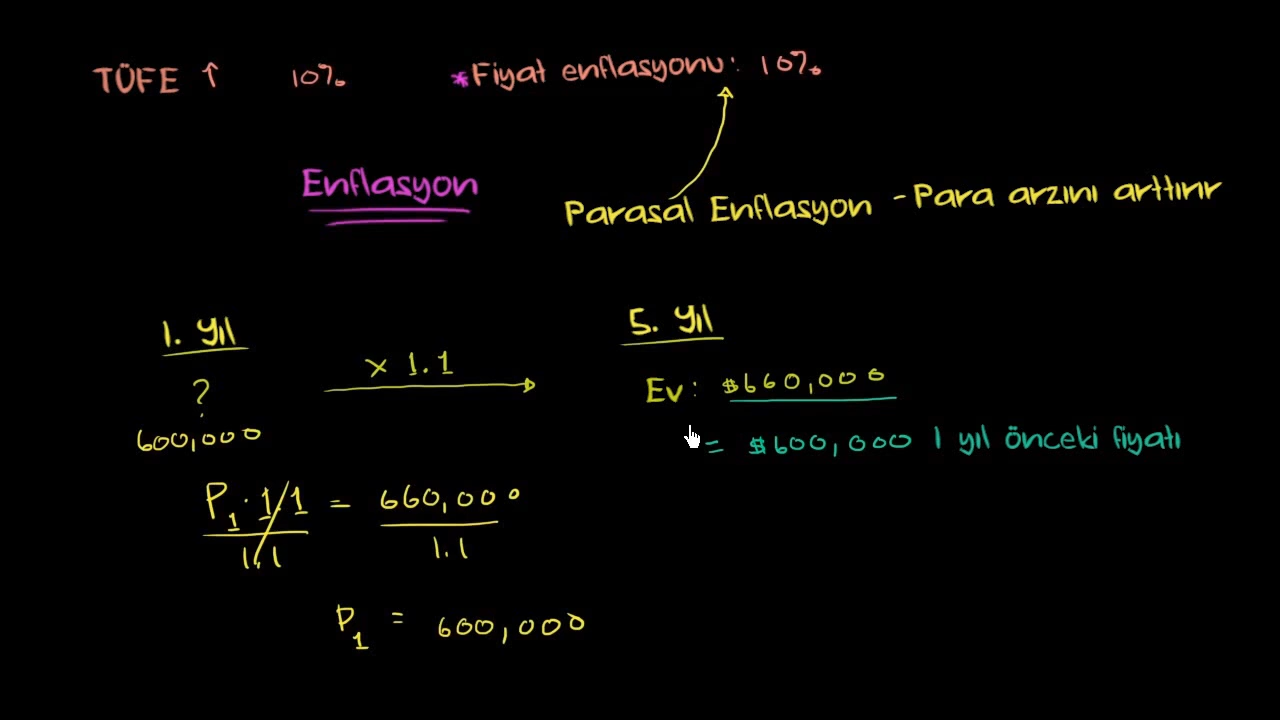 TÜFE ↑ 10% *Fiyat enflasyonu: 10%
Enflasyon
Parasal Enflasyon - Para arzını arttırır
1. yıl
5. yıl
?
x 1.1
Ev: $660,000
600,000
= $600,000 1 yıl önceki fiyatı
P₁ · 1.1 = 660,000
1.1 1.1
P₁ = 600,000